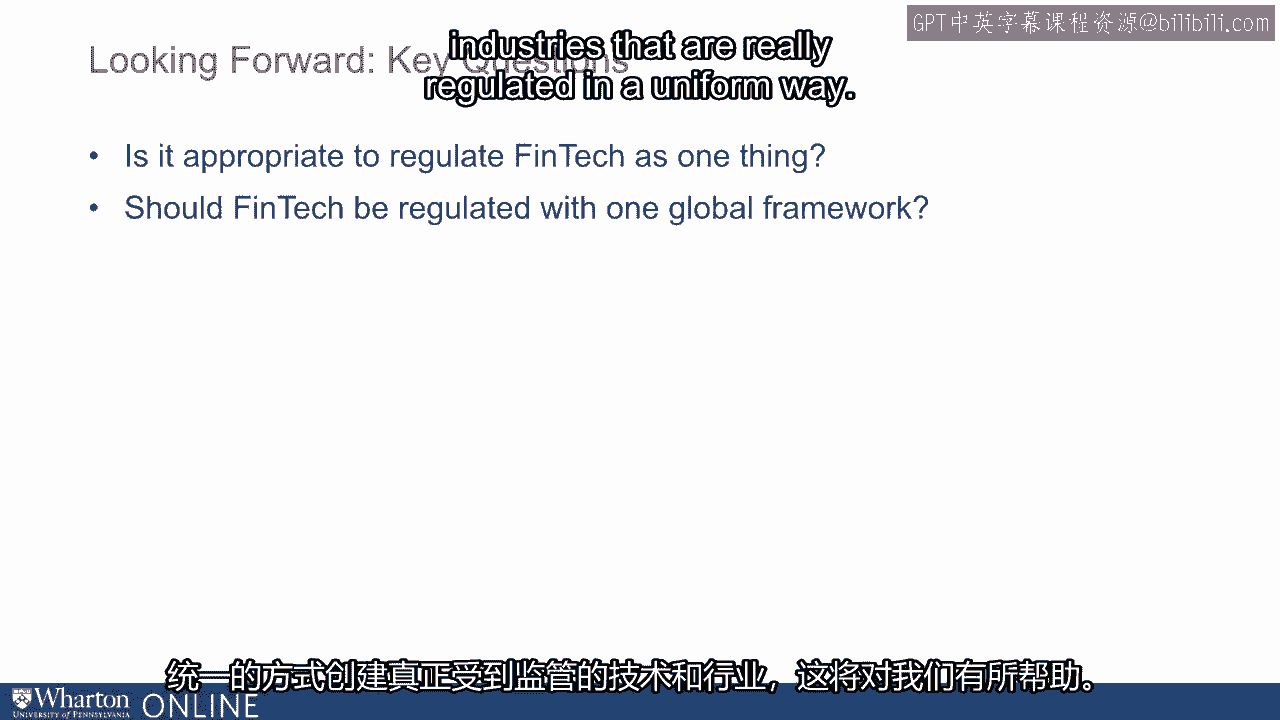 GPT中英字幕课程资源@bilibili.com
industries that are really
regulated in a uniform way.
Looking Forward: Key Questions
• Is it appropriate to regulate FinTech as one thing?
• Should FinTech be regulated with one global framework?
统一的方式创建真正受到监管的技术和行业，这将对我们有所帮助。
Wharton ONLINE
UNIVERSITY of PENNSYLVANIA